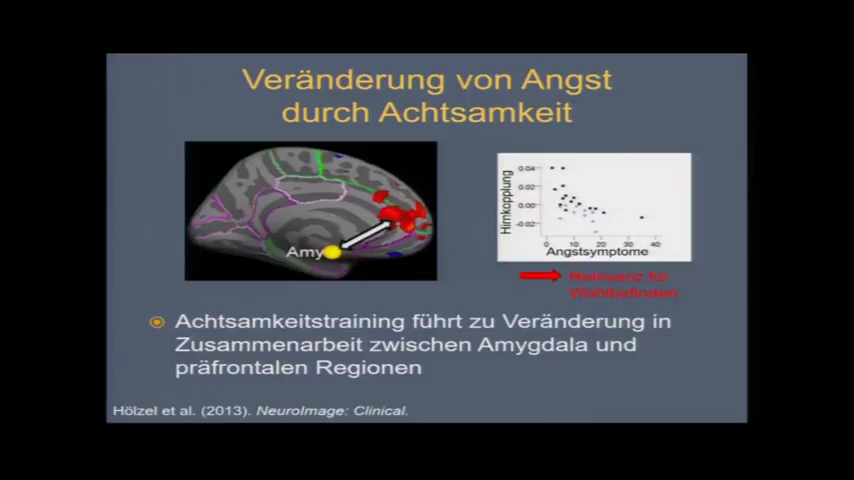 Veränderung von Angst
durch Achtsamkeit
Amy
Hirnkopplung
0.04
0.02
0.00
-0.02
0 10 20 30 40
Angstsymptome
Relevanz für
Wohlbefinden
Achtsamkeitstraining führt zu Veränderung in
Zusammenarbeit zwischen Amygdala und
präfrontalen Regionen
Hölzel et al. (2013). NeuroImage: Clinical.